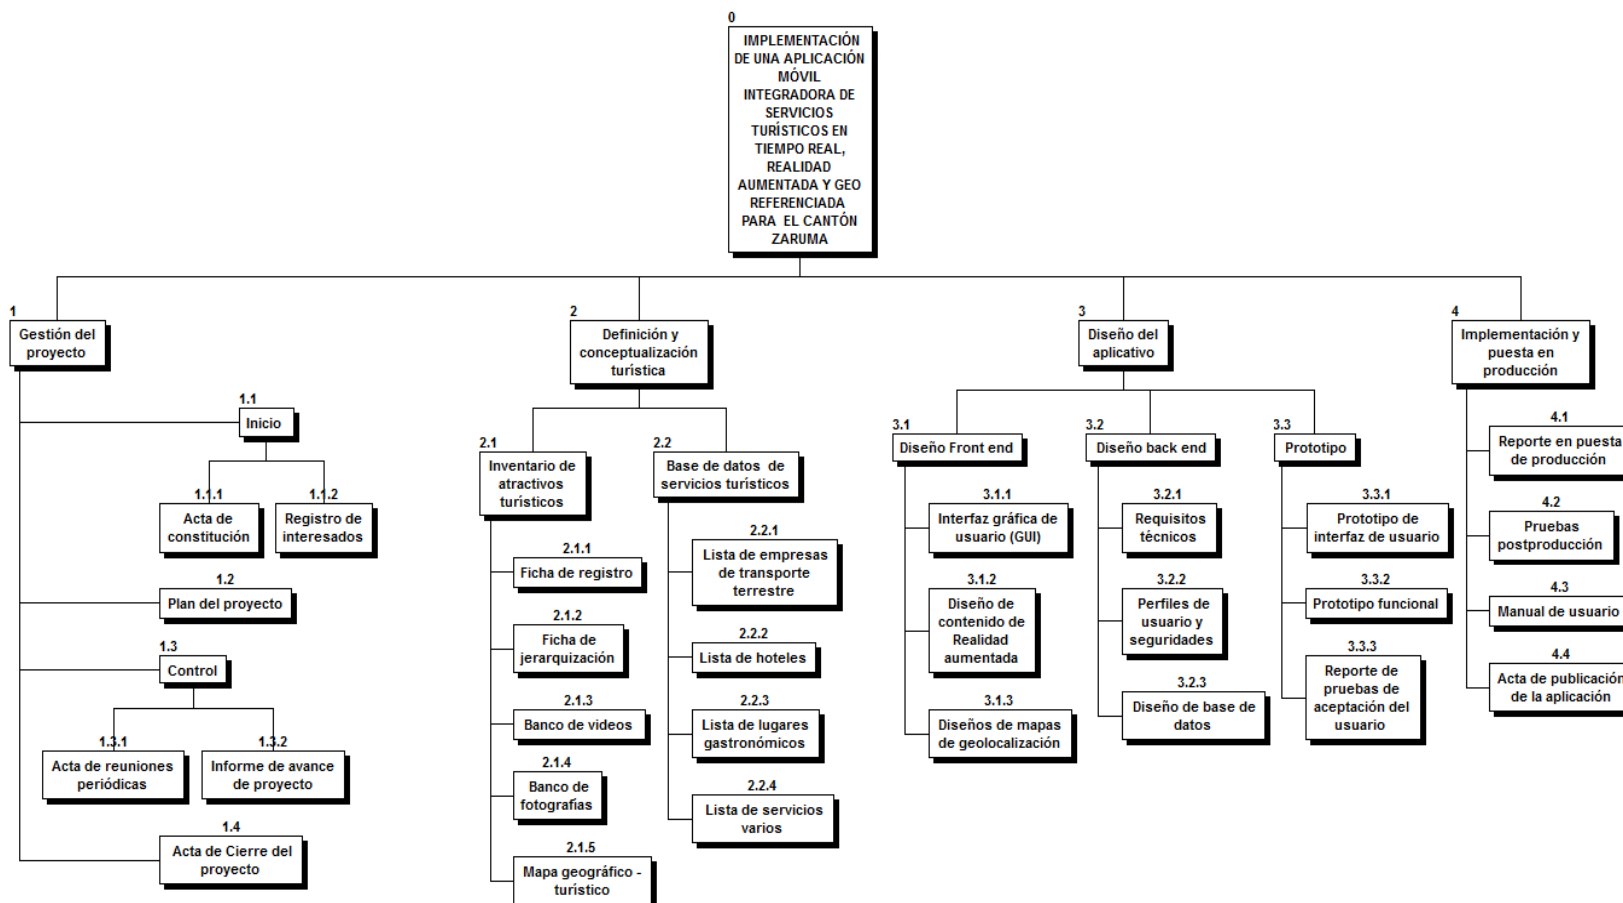 0
IMPLEMENTACIÓN
DE UNA APLICACIÓN
MÓVIL
INTEGRADORA DE
SERVICIOS
TURÍSTICOS EN
TIEMPO REAL,
REALIDAD
AUMENTADA Y GEO
REFERENCIADA
PARA EL CANTÓN
ZARUMA
1
Gestión del
proyecto
1.1
Inicio
1.1.1
Acta de
constitución
1.1.2
Registro de
interesados
1.2
Plan del proyecto
1.3
Control
1.3.1
Acta de reuniones
periódicas
1.3.2
Informe de avance
de proyecto
1.4
Acta de Cierre del
proyecto
2
Definición y
conceptualización
turística
2.1
Inventario de
atractivos
turísticos
2.1.1
Ficha de registro
2.1.2
Ficha de
jerarquización
2.1.3
Banco de videos
2.1.4
Banco de
fotografías
2.1.5
Mapa geográfico -
turístico
2.2
Base de datos de
servicios turísticos
2.2.1
Lista de empresas
de transporte
terrestre
2.2.2
Lista de hoteles
2.2.3
Lista de lugares
gastronómicos
2.2.4
Lista de servicios
varios
3
Diseño del
aplicativo
3.1
Diseño Front end
3.1.1
Interfaz gráfica de
usuario (GUI)
3.1.2
Diseño de
contenido de
Realidad
aumentada
3.1.3
Diseños de mapas
de geolocalización
3.2
Diseño back end
3.2.1
Requisitos
técnicos
3.2.2
Perfiles de
usuario y
seguridades
3.2.3
Diseño de base de
datos
3.3
Prototipo
3.3.1
Prototipo de
interfaz de usuario
3.3.2
Prototipo funcional
3.3.3
Reporte de
pruebas de
aceptación del
usuario
4
Implementación y
puesta en
producción
4.1
Reporte en puesta
de producción
4.2
Pruebas
postproducción
4.3
Manual de usuario
4.4
Acta de publicación
de la aplicación